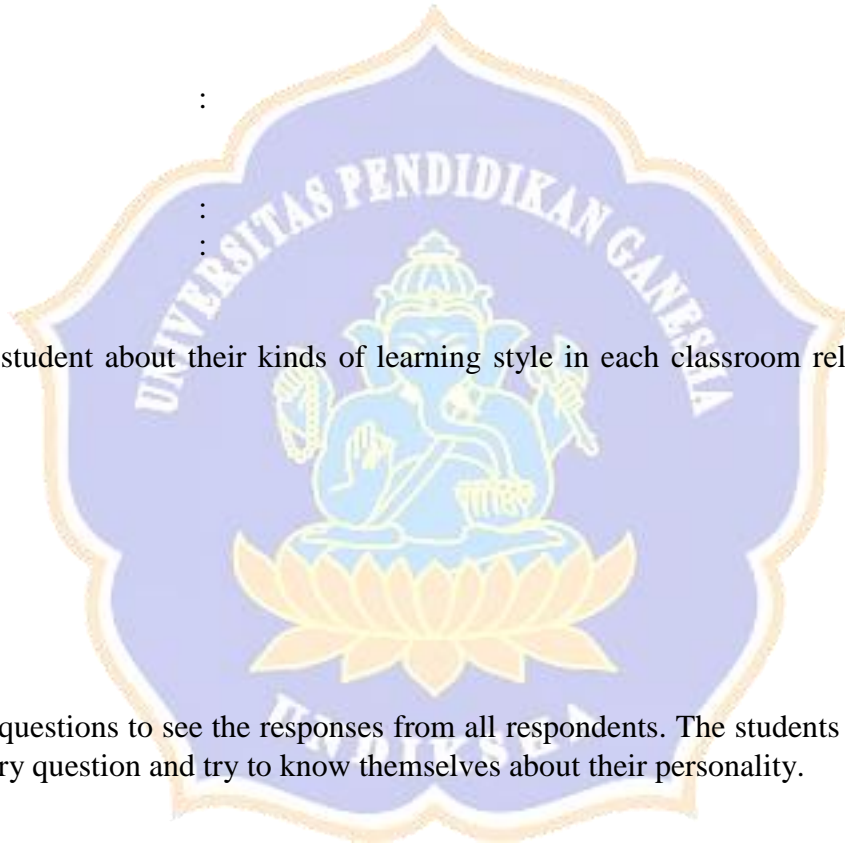 :
UNIVERSITAS PENDIDIKAN GANESHA
:
:
student about their kinds of learning style in each classroom rel
questions to see the responses from all respondents. The students
ry question and try to know themselves about their personality.
UNDIKSHA